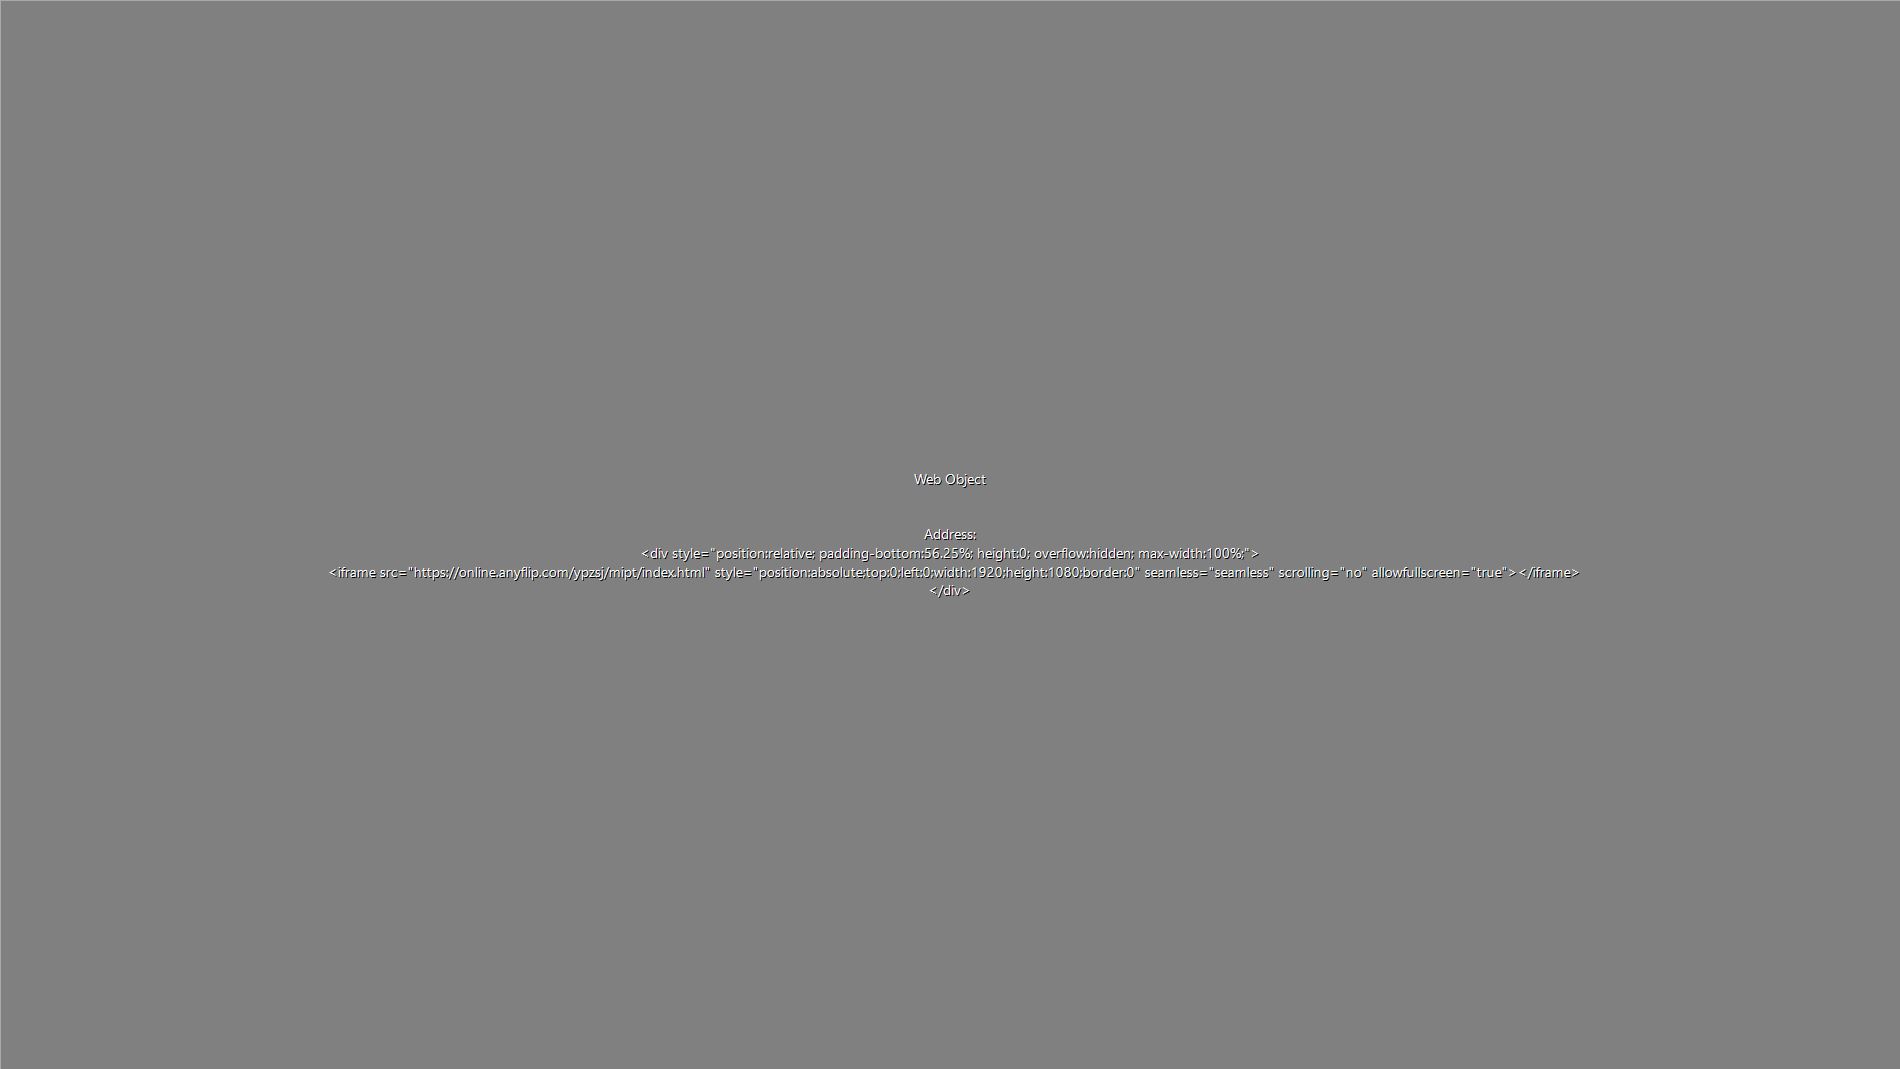 Web Object
Address:
<div style="position:relative; padding-bottom:56.25%; height:0; overflow:hidden; max-width:100%;">
<iframe src="https://online.anyflip.com/ypzsj/mipt/index.html" style="position:absolute;top:0;left:0;width:1920;height:1080;border:0" seamless="seamless" scrolling="no" allowfullscreen="true"></iframe>
</div>